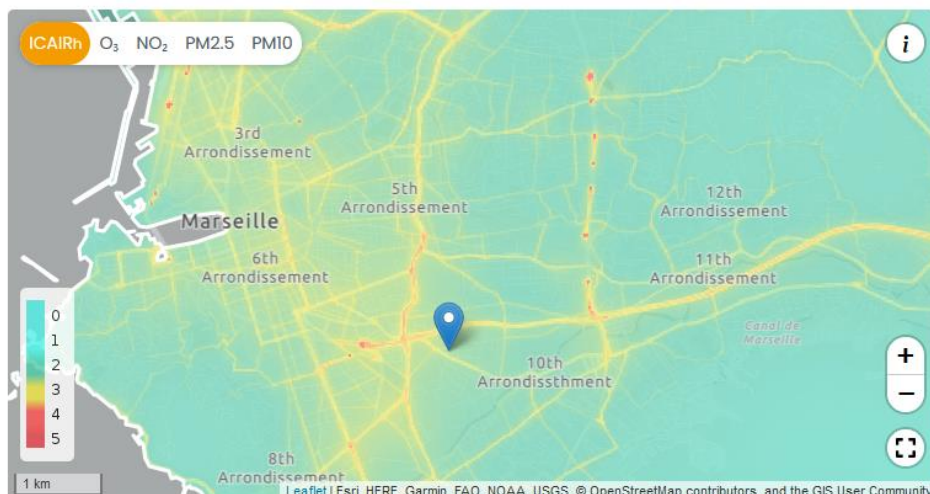 ICAIRh O₃ NO₂ PM2.5 PM10
i
3rd
Arrondissement
5th
Arrondissement
12th
Arrondissement
Marseille
6th
Arrondissement
11th
Arrondissement
0
1
2
3
4
5
Canal de
Marseille
10th
Arrondissthment
+
−
8th
Arrondissement
1 km
Leaflet | Esri, HERE, Garmin, FAO, NOAA, USGS, © OpenStreetMap contributors, and the GIS User Community